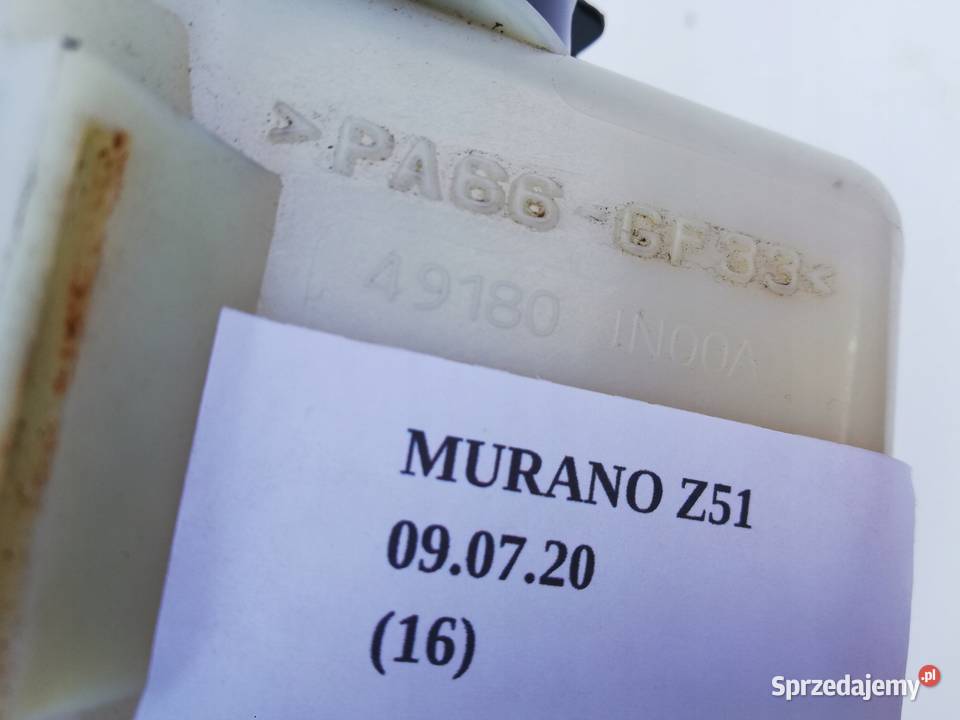 >PA66-GF33<
49180 1N00A
MURANO Z51
09.07.20
(16)
Sprzedajemy.pl